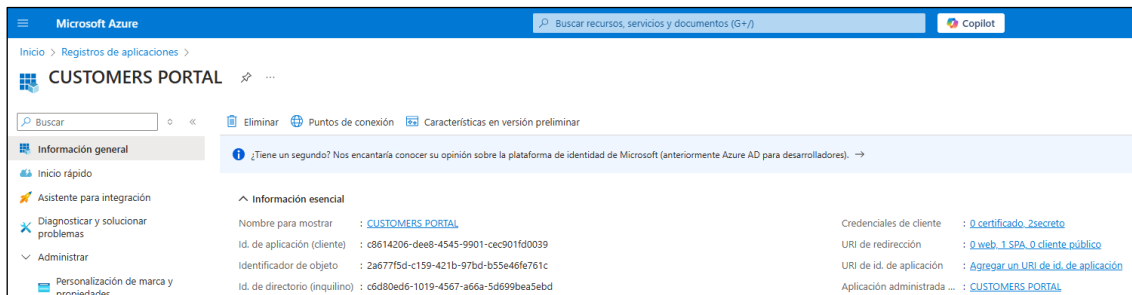 Microsoft Azure
Buscar recursos, servicios y documentos (G+/)
Copilot
Inicio > Registros de aplicaciones >
CUSTOMERS PORTAL
Buscar
Eliminar
Puntos de conexión
Características en versión preliminar
Información general
¿Tiene un segundo? Nos encantaría conocer su opinión sobre la plataforma de identidad de Microsoft (anteriormente Azure AD para desarrolladores). →
Inicio rápido
Asistente para integración
Diagnosticar y solucionar
problemas
Administrar
Personalización de marca y
propiedades
Información esencial
Nombre para mostrar : CUSTOMERS PORTAL
Id. de aplicación (cliente) : c8614206-dee8-4545-9901-cec901fd0039
Identificador de objeto : 2a677f5d-c159-421b-97bd-b55e46fe761c
Id. de directorio (inquilino) : c6d80ed6-1019-4567-a66a-5d699bea5ebd
Credenciales de cliente : 0 certificado, 2secreto
URI de redirección : 0 web, 1 SPA, 0 cliente público
URI de id. de aplicación : Agregar un URI de id. de aplicación
Aplicación administrada ... : CUSTOMERS PORTAL